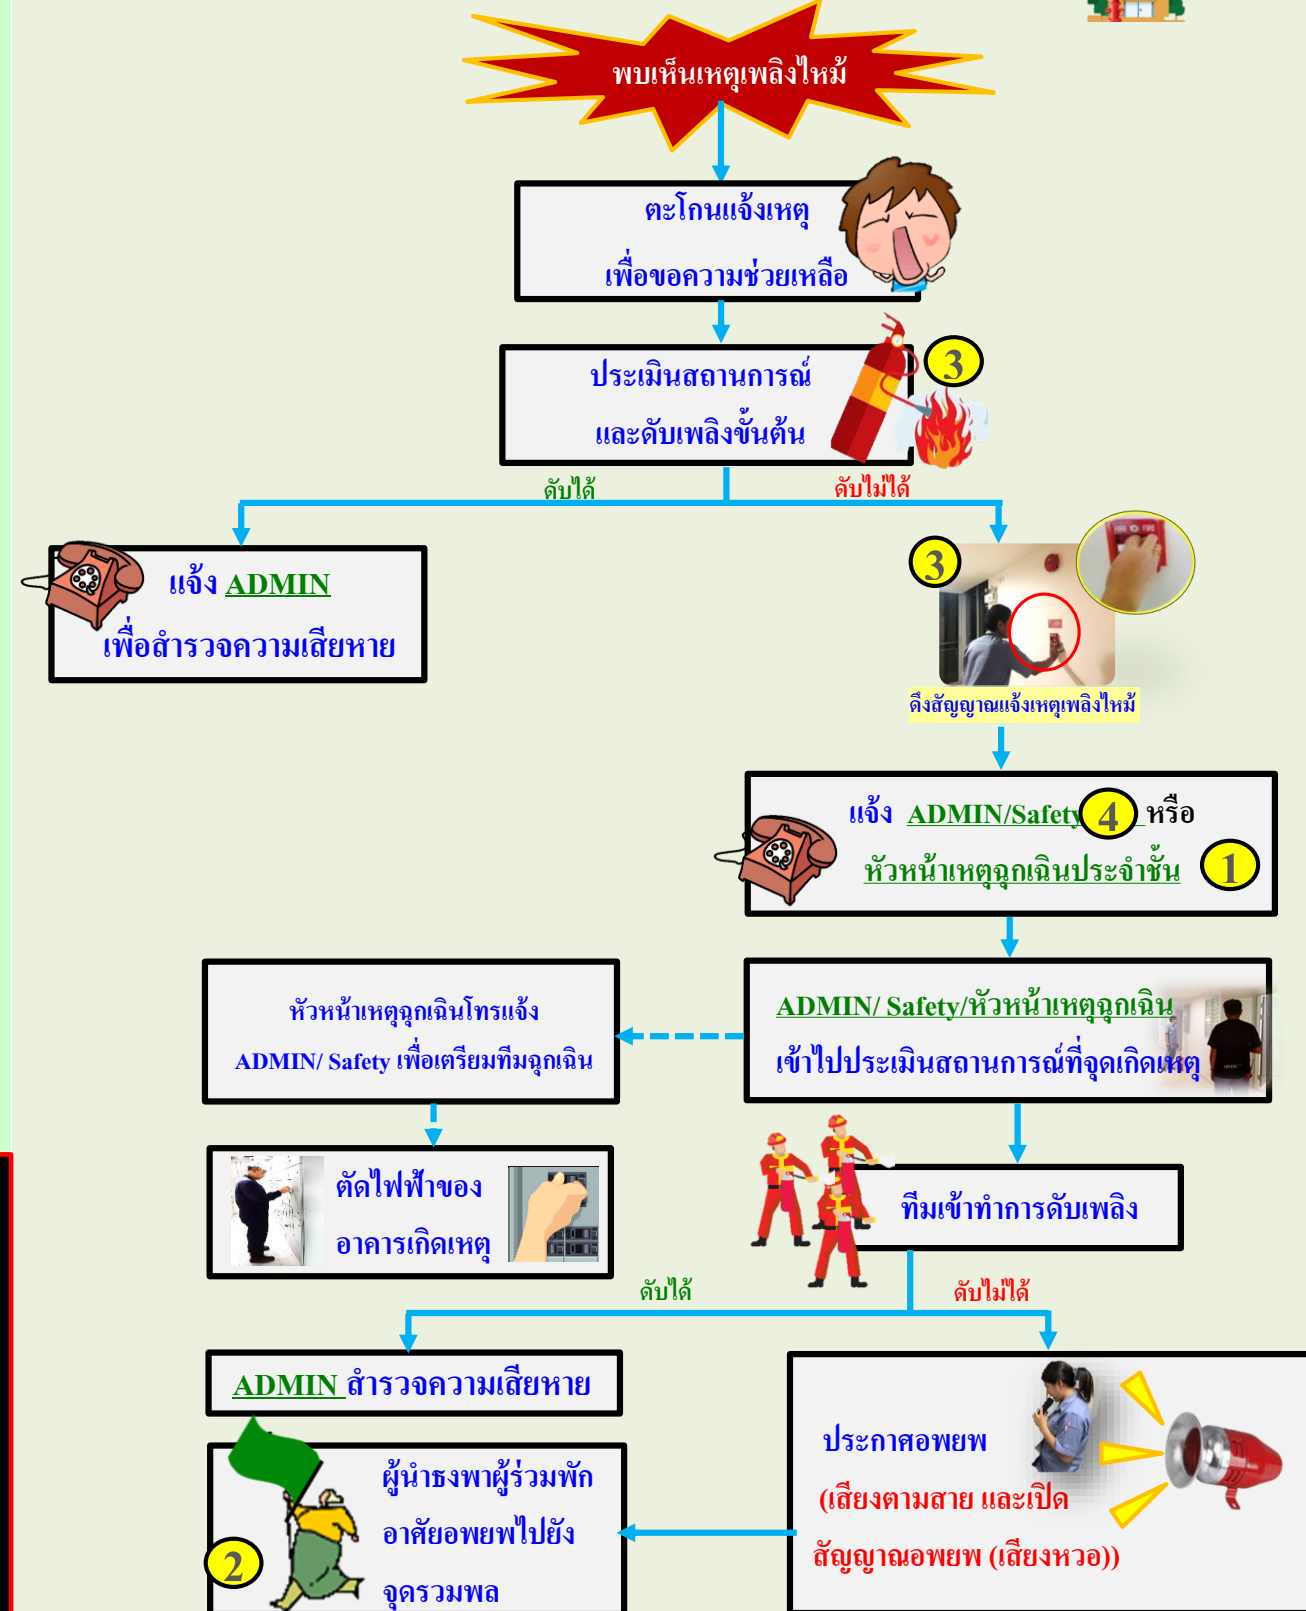 พบเห็นเหตุเพลิงไหม้
ตะโกนแจ้งเหตุ
เพื่อขอความช่วยเหลือ
ประเมินสถานการณ์
และดับเพลิงขั้นต้น
3
ดับได้
ดับไม่ได้
แจ้ง ADMIN
เพื่อสำรวจความเสียหาย
3
ดึงสัญญาณแจ้งเหตุเพลิงไหม้
แจ้ง ADMIN/Safety 4 หรือ
หัวหน้าเหตุฉุกเฉินประจำชั้น 1
ADMIN/ Safety/หัวหน้าเหตุฉุกเฉิน
เข้าไปประเมินสถานการณ์ที่จุดเกิดเหตุ
หัวหน้าเหตุฉุกเฉินโทรแจ้ง
ADMIN/ Safety เพื่อเตรียมทีมฉุกเฉิน
ตัดไฟฟ้าของ
อาคารเกิดเหตุ
ทีมเข้าทำการดับเพลิง
ดับได้
ดับไม่ได้
ADMIN สำรวจความเสียหาย
ประกาศอพยพ
(เสียงตามสาย และเปิด
สัญญาณอพยพ (เสียงหวอ))
ผู้นำธงพาผู้ร่วมพัก
อาศัยอพยพไปยัง
จุดรวมพล
2